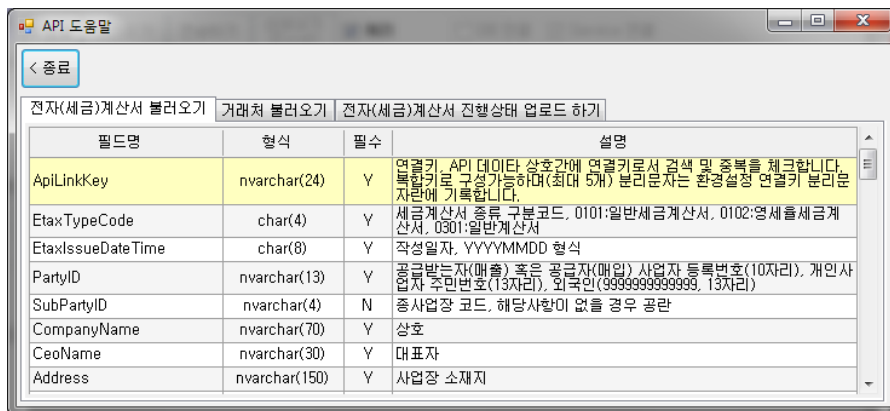 API 도움말
< 종료
전자(세금)계산서 불러오기 거래처 불러오기 전자(세금)계산서 진행상태 업로드 하기
필드명 형식 필수 설명
ApiLinkKey nvarchar(24) Y 연결키, API 데이타 상호간에 연결키로서 검색 및 중복을 체크합니다.
복합키로 구성가능하며(최대 5개) 분리문자는 환경설정 연결키 분리문
자란에 기록합니다.
EtaxTypeCode char(4) Y 세금계산서 종류 구분코드, 0101:일반세금계산서, 0102:영세율세금계
산서, 0301:일반계산서
EtaxIssueDateTime char(8) Y 작성일자, YYYYMMDD 형식
PartyID nvarchar(13) Y 공급받는자(매출) 혹은 공급자(매입) 사업자 등록번호(10자리), 개인사
업자 주민번호(13자리), 외국인(9999999999999, 13자리)
SubPartyID nvarchar(4) N 종사업장 코드, 해당사항이 없을 경우 공란
CompanyName nvarchar(70) Y 상호
CeoName nvarchar(30) Y 대표자
Address nvarchar(150) Y 사업장 소재지